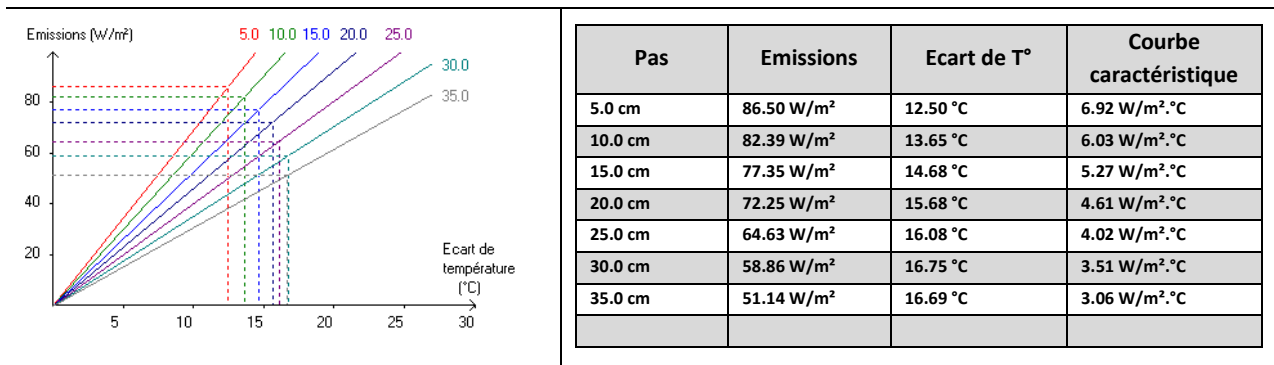 Emissions (W/m²)
5.0 10.0 15.0 20.0 25.0
30.0
35.0
80
60
40
20
Ecart de
température
(°C)
5 10 15 20 25 30
Pas Emissions Ecart de T° Courbe
caractéristique
5.0 cm 86.50 W/m² 12.50 °C 6.92 W/m².°C
10.0 cm 82.39 W/m² 13.65 °C 6.03 W/m².°C
15.0 cm 77.35 W/m² 14.68 °C 5.27 W/m².°C
20.0 cm 72.25 W/m² 15.68 °C 4.61 W/m².°C
25.0 cm 64.63 W/m² 16.08 °C 4.02 W/m².°C
30.0 cm 58.86 W/m² 16.75 °C 3.51 W/m².°C
35.0 cm 51.14 W/m² 16.69 °C 3.06 W/m².°C